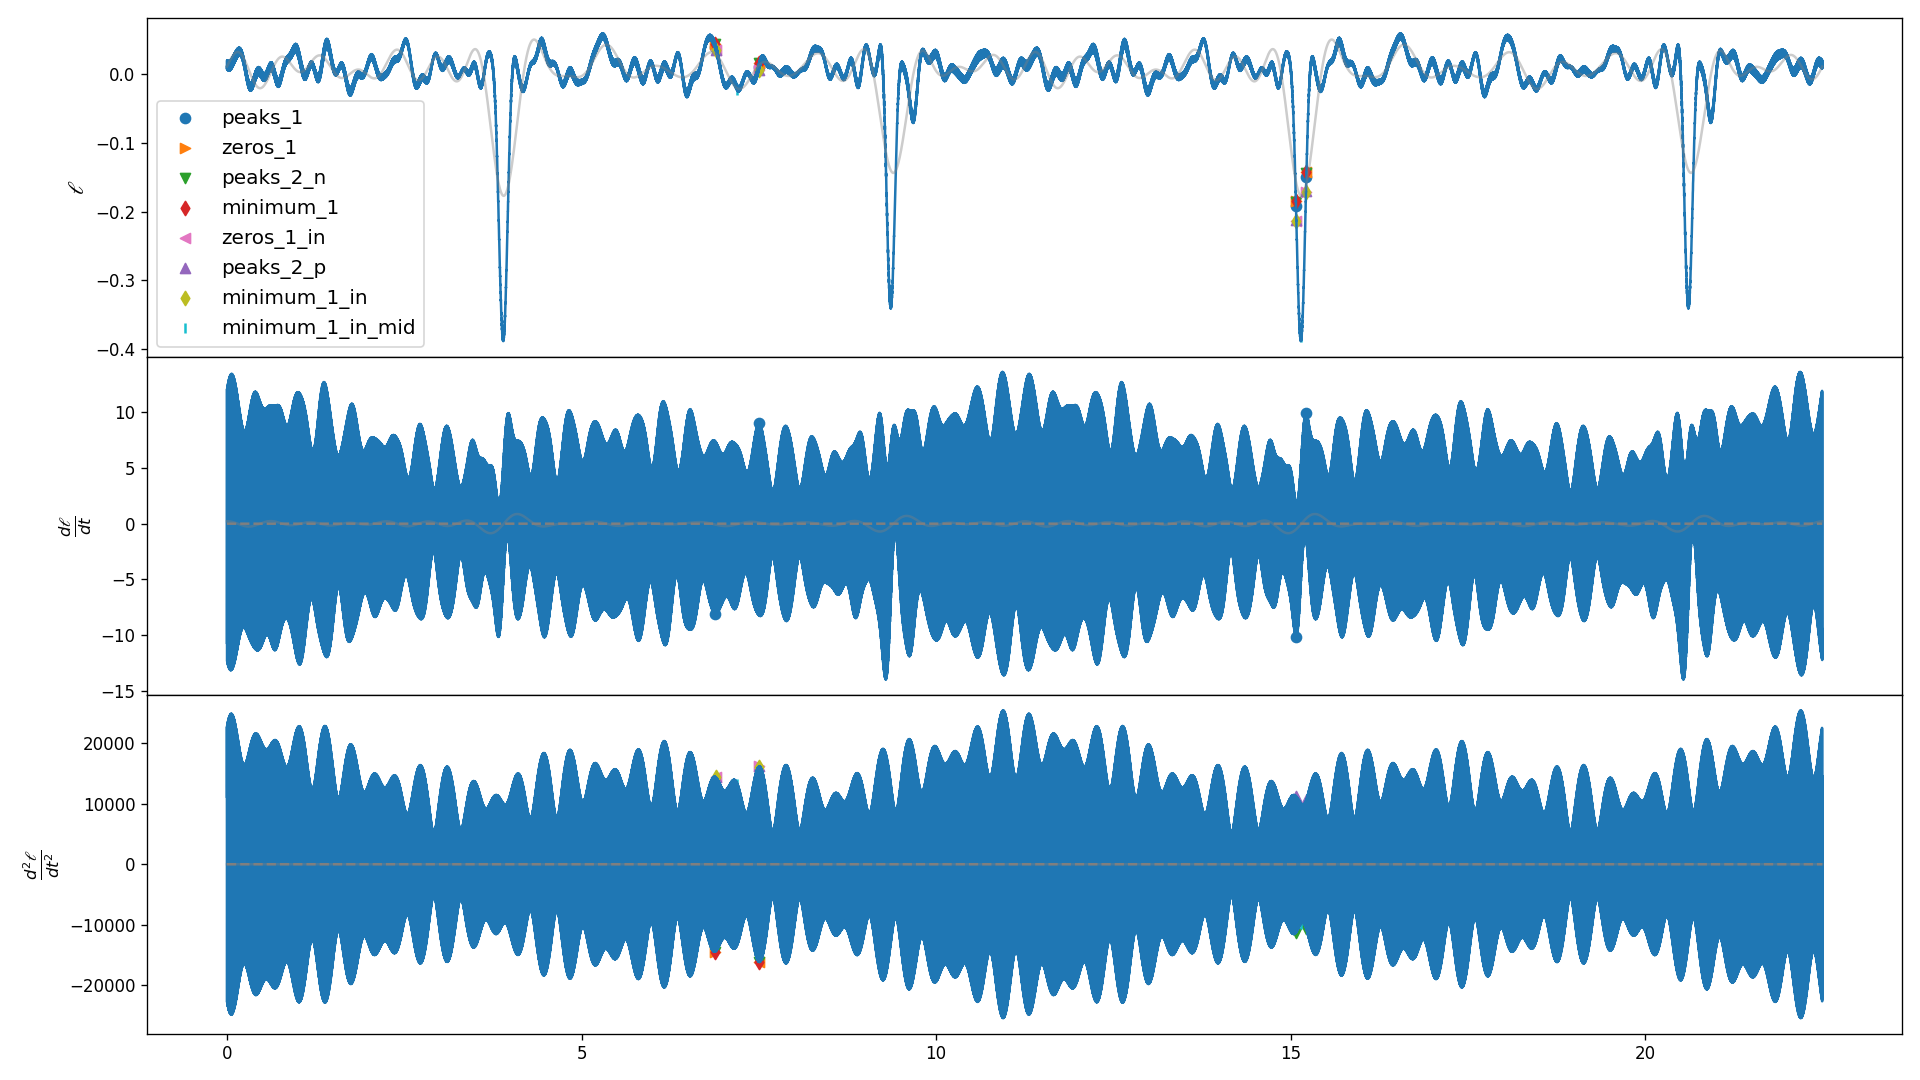 0.0
−0.1
−0.2
−0.3
−0.4
ℓ
peaks_1
zeros_1
peaks_2_n
minimum_1
zeros_1_in
peaks_2_p
minimum_1_in
minimum_1_in_mid
10
5
0
−5
−10
−15
dℓ
dt
20000
10000
0
−10000
−20000
d²ℓ
dt²
0 5 10 15 20